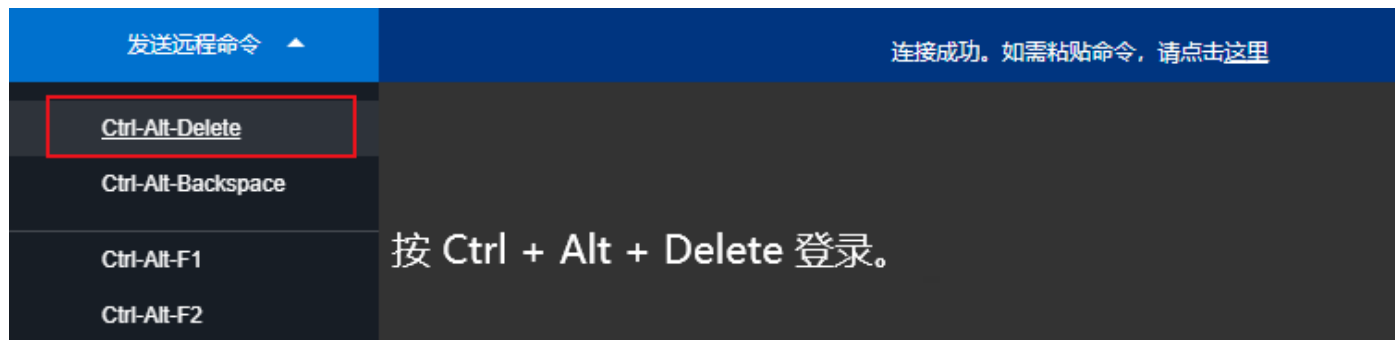 发送远程命令
连接成功。如需粘贴命令，请点击这里
Ctrl-Alt-Delete
Ctrl-Alt-Backspace
Ctrl-Alt-F1
按 Ctrl + Alt + Delete 登录。
Ctrl-Alt-F2